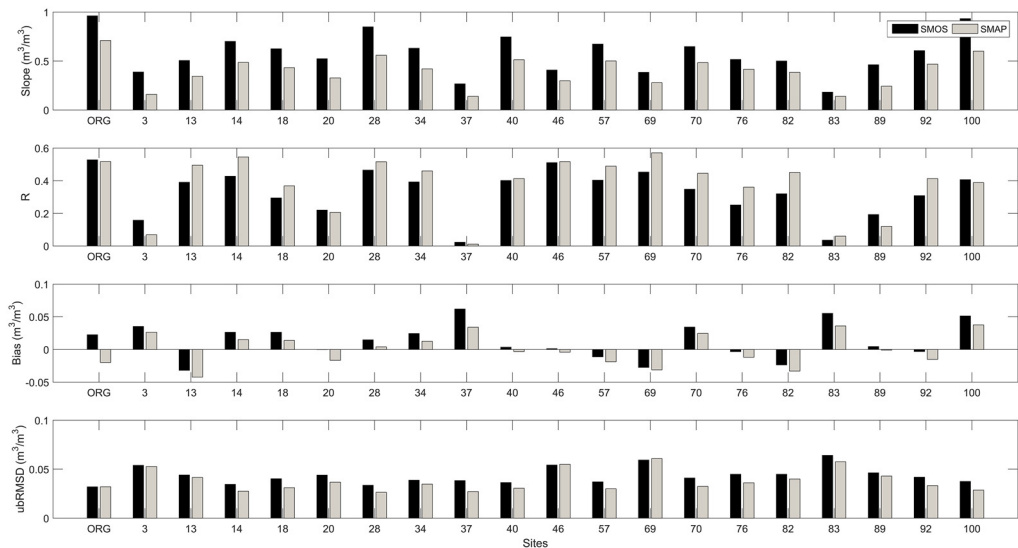 1
0.5
0
Slope (m³/m³)
SMOS SMAP
ORG 3 13 14 18 20 28 34 37 40 46 57 69 70 76 82 83 89 92 100
0.6
0.4
0.2
0
R
ORG 3 13 14 18 20 28 34 37 40 46 57 69 70 76 82 83 89 92 100
0.1
0.05
0
-0.05
Bias (m³/m³)
ORG 3 13 14 18 20 28 34 37 40 46 57 69 70 76 82 83 89 92 100
0.1
0.05
0
ubRMSD (m³/m³)
ORG 3 13 14 18 20 28 34 37 40 46 57 69 70 76 82 83 89 92 100
Sites